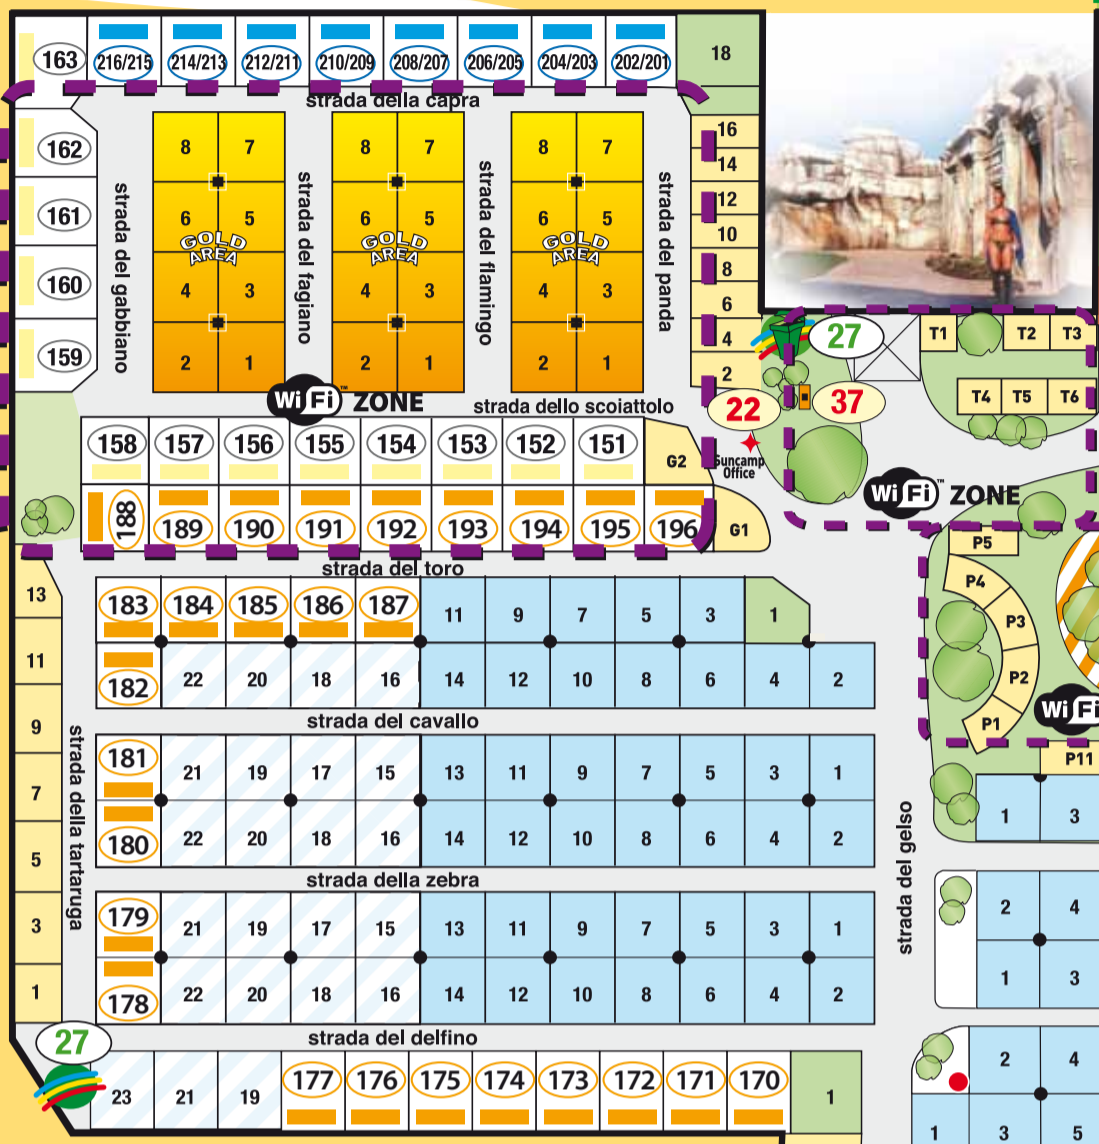 163 216/215 214/213 212/211 210/209 208/207 206/205 204/203 202/201 18
strada della capra
162 161 160 159
strada del gabbiano
8 7
6 5
GOLD
AREA
4 3
2 1
strada del fagiano
8 7
6 5
GOLD
AREA
4 3
2 1
strada del flamingo
8 7
6 5
GOLD
AREA
4 3
2 1
strada del panda
16
14
12
10
8
6
4
2
27
37
22
Suncamp
Office
T1 T2 T3
T4 T5 T6
WiFi™ ZONE
WiFi™ ZONE
strada dello scoiattolo
158 157 156 155 154 153 152 151 G2
188 189 190 191 192 193 194 195 196 G1
strada del toro
183 184 185 186 187 11 9 7 5 3 1
182 22 20 18 16 14 12 10 8 6 4 2
strada del cavallo
181 21 19 17 15 13 11 9 7 5 3 1
180 22 20 18 16 14 12 10 8 6 4 2
strada della zebra
179 21 19 17 15 13 11 9 7 5 3 1
178 22 20 18 16 14 12 10 8 6 4 2
strada del delfino
23 21 19 177 176 175 174 173 172 171 170 1
13
11
9
7
5
3
1
strada della tartaruga
27
strada del gelso
P5
P4
P3
P2
P1
WiFi
P11
1 3
2 4
1 3
2 4
1 3 5